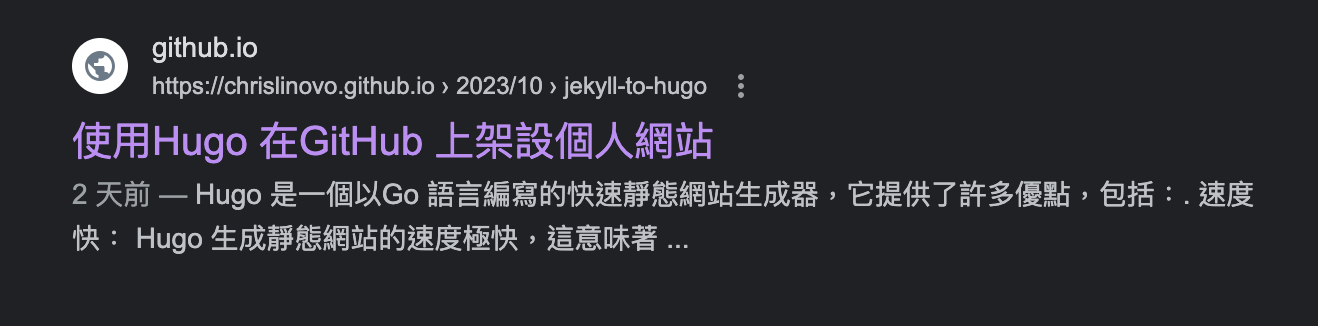 github.io
https://chrislinovo.github.io › 2023/10 › jekyll-to-hugo
使用Hugo 在GitHub 上架設個人網站
2 天前 — Hugo 是一個以Go 語言編寫的快速靜態網站生成器，它提供了許多優點，包括：. 速度
快： Hugo 生成靜態網站的速度極快，這意味著 ...